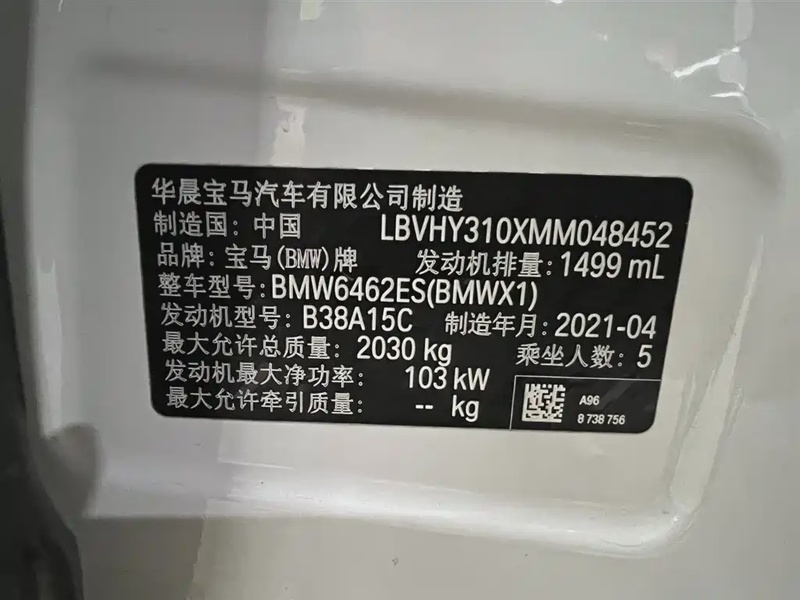 华晨宝马汽车有限公司制造
制造国: 中国 LBVHY310XMM048452
品牌: 宝马(BMW)牌 发动机排量: 1499 mL
整车型号: BMW6462ES(BMWX1)
发动机型号: B38A15C 制造年月: 2021-04
最大允许总质量: 2030 kg 乘坐人数: 5
发动机最大净功率: 103 kW
最大允许牵引质量: -- kg
A96
8 738 756